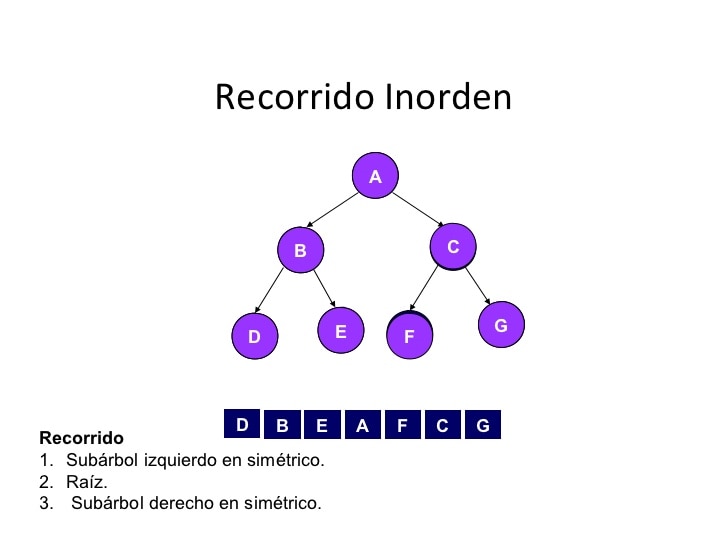 Recorrido Inorden
A
B
C
D
E
F
G
D B E A F C G
Recorrido
1. Subárbol izquierdo en simétrico.
2. Raíz.
3. Subárbol derecho en simétrico.